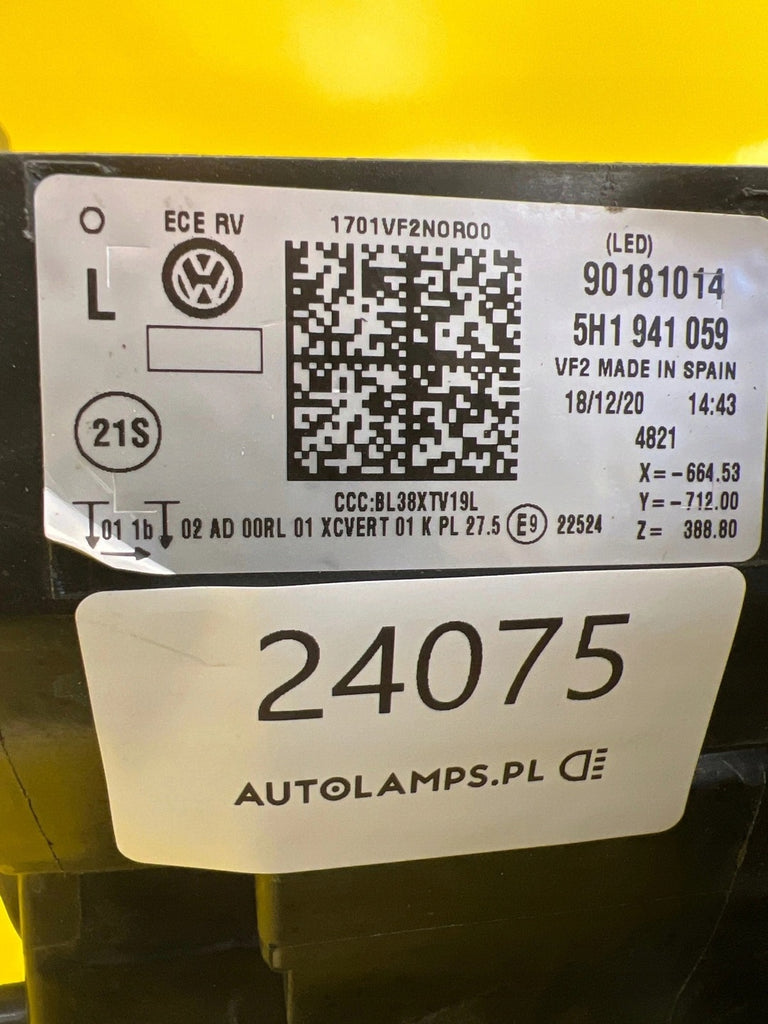 O
ECE RV
1701VF2N0R00
(LED)
L
90181014
5H1 941 059
VF2 MADE IN SPAIN
18/12/20 14:43
21S
4821
X=-664.53
CCC:BL38XTV19L
Y=-712.00
01 1b 02 AD 00RL 01 XCVERT 01 K PL 27.5 E9 22524
Z= 388.80
24075
AUTOLAMPS.PL